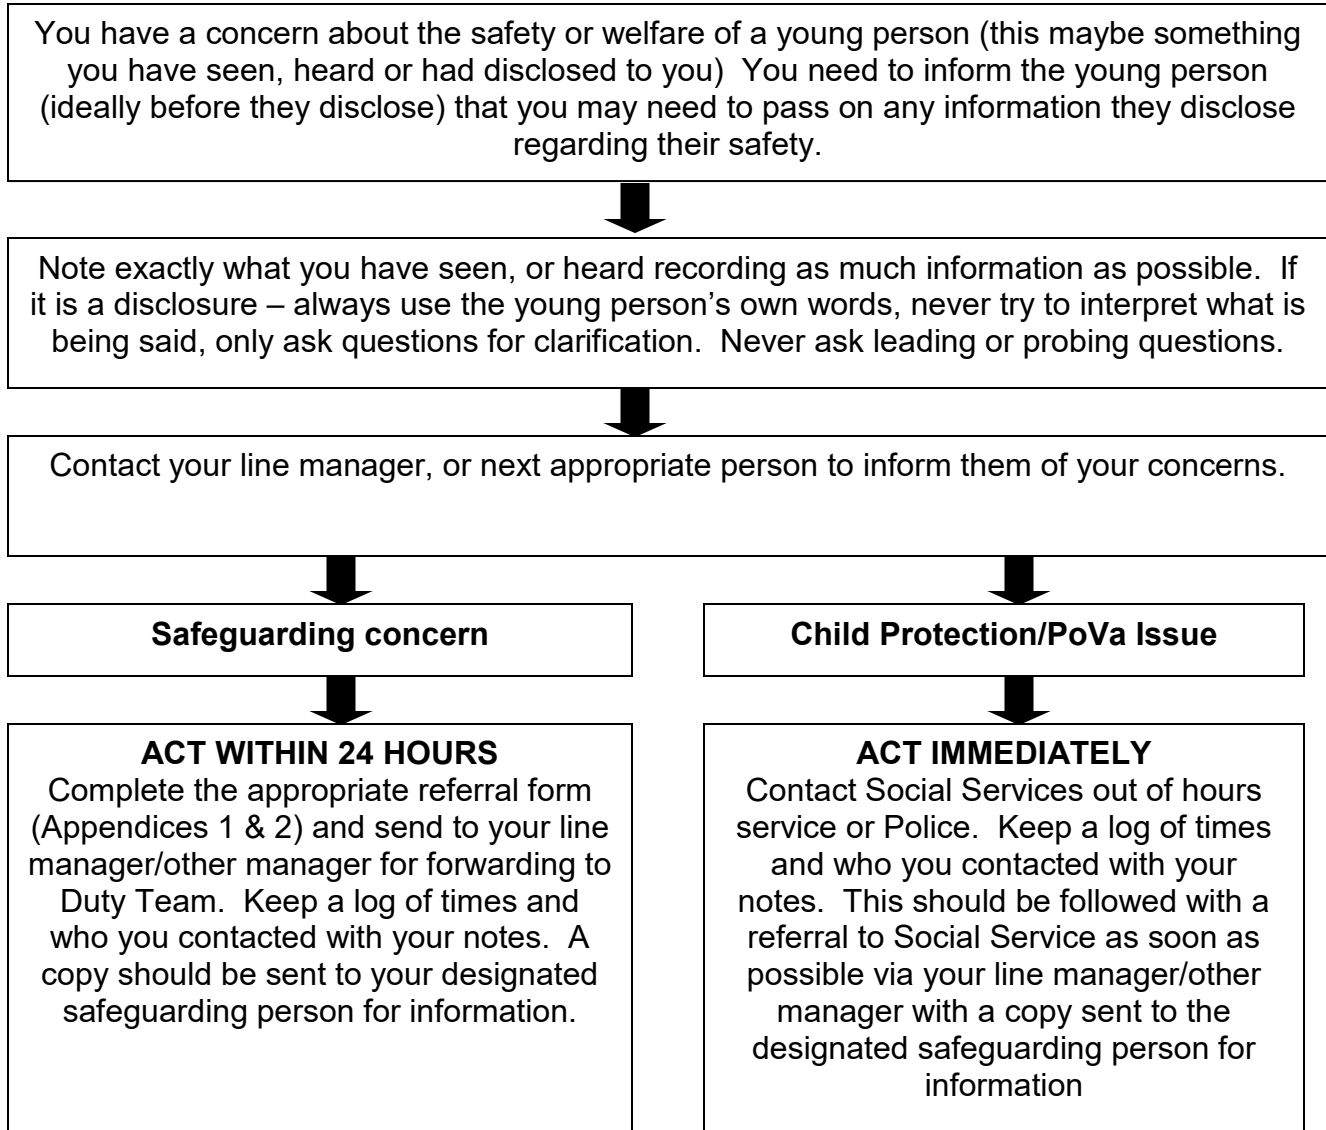 You have a concern about the safety or welfare of a young person (this maybe something
you have seen, heard or had disclosed to you)  You need to inform the young person
(ideally before they disclose) that you may need to pass on any information they disclose
regarding their safety.
Note exactly what you have seen, or heard recording as much information as possible.  If
it is a disclosure – always use the young person’s own words, never try to interpret what is
being said, only ask questions for clarification.  Never ask leading or probing questions.
Contact your line manager, or next appropriate person to inform them of your concerns.
Safeguarding concern
ACT WITHIN 24 HOURS
Complete the appropriate referral form
(Appendices 1 & 2) and send to your line
manager/other manager for forwarding to
Duty Team.  Keep a log of times and
who you contacted with your notes.  A
copy should be sent to your designated
safeguarding person for information.
Child Protection/PoVa Issue
ACT IMMEDIATELY
Contact Social Services out of hours
service or Police.  Keep a log of times
and who you contacted with your
notes.  This should be followed with a
referral to Social Service as soon as
possible via your line manager/other
manager with a copy sent to the
designated safeguarding person for
information